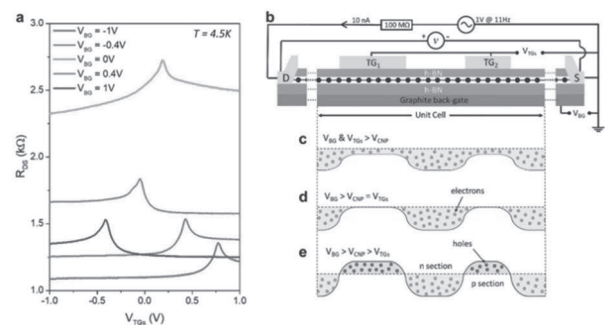 a
T = 4.5K
V_BG = -1V
V_BG = -0.4V
V_BG = 0V
V_BG = 0.4V
V_BG = 1V
R_DS (kΩ)
3.0
2.5
2.0
1.5
1.0
-1.0 -0.5 0.0 0.5 1.0
V_TGs (V)
b
10 nA
100 MΩ
1V @ 11Hz
+ v -
V_TGs
TG₁
TG₂
D
S
h-BN
h-BN
Graphite back-gate
V_BG
Unit Cell
c
V_BG & V_TGs > V_CNP
d
V_BG > V_CNP = V_TGs
electrons
e
V_BG > V_CNP > V_TGs
holes
n section
p section